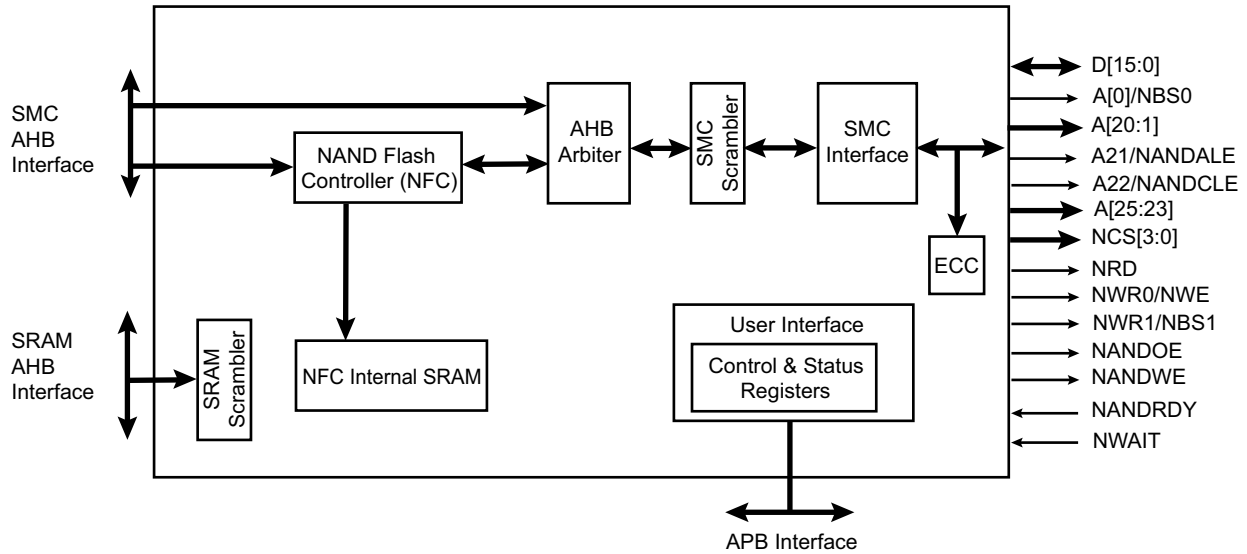 SMC
AHB
Interface
NAND Flash
Controller (NFC)
AHB
Arbiter
SMC
Scrambler
SMC
Interface
ECC
D[15:0]
A[0]/NBS0
A[20:1]
A21/NANDALE
A22/NANDCLE
A[25:23]
NCS[3:0]
NRD
NWR0/NWE
NWR1/NBS1
NANDOE
NANDWE
NANDRDY
NWAIT
SRAM
AHB
Interface
SRAM
Scrambler
NFC Internal SRAM
User Interface
Control & Status
Registers
APB Interface